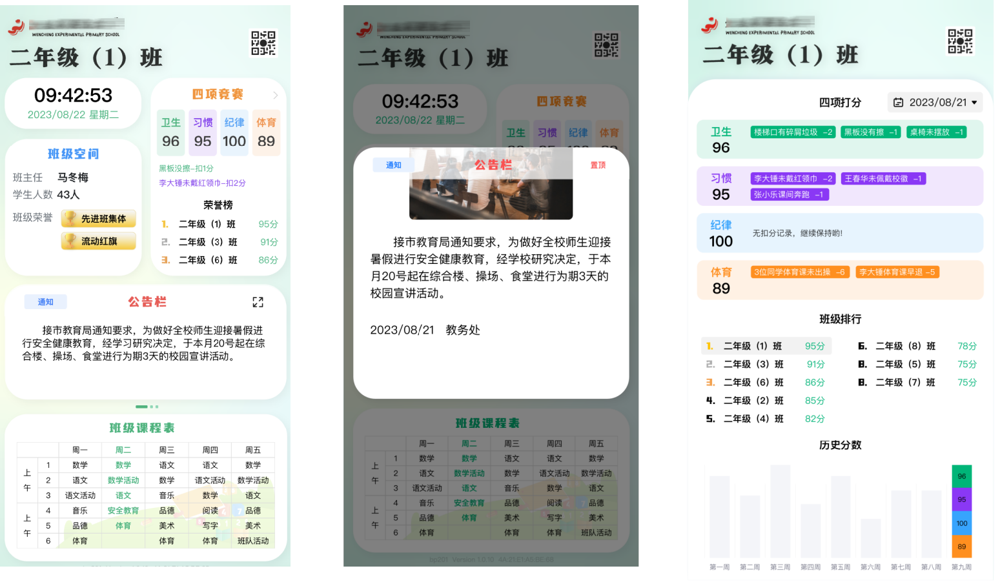 WENCHENG EXPERIMENTAL PRIMARY SCHOOL
二年级（1）班
09:42:53
2023/08/22 星期二
四项竞赛
卫生 习惯 纪律 体育
96 95 100 89
黑板没擦-扣1分
李大锤未戴红领巾-扣2分
荣誉榜
1. 二年级（1）班 95分
2. 二年级（3）班 91分
3. 二年级（6）班 86分
班级空间
班主任 马冬梅
学生人数 43人
班级荣誉 先进班集体
流动红旗
通知 公告栏
接市教育局通知要求，为做好全校师生迎接暑假进
行安全健康教育，经学习研究决定，于本月20号起在综
合楼、操场、食堂进行为期3天的校园宣讲活动。
班级课程表
周一 周二 周三 周四 周五
上午
1 数学 数学 语文 语文 数学
2 语文 数学活动 数学 语文活动 数学活动
3 语文活动 语文 音乐 数学 语文
上午
4 音乐 安全教育 品德 阅读 品德
5 品德 体育 美术 写字 美术
6 体育 体育 体育 班队活动
WENCHENG EXPERIMENTAL PRIMARY SCHOOL
二年级（1）班
09:42:53
2023/08/22 星期二
四项竞赛
卫生 习惯 纪律 体育
通知 公告栏 置顶
接市教育局通知要求，为做好全校师生迎接
暑假进行安全健康教育，经学校研究决定，于本
月20号起在综合楼、操场、食堂进行为期3天的
校园宣讲活动。
2023/08/21 教务处
班级课程表
周一 周二 周三 周四 周五
上午
1 数学 数学 语文 语文 数学
2 语文 数学活动 数学 语文活动 数学活动
3 语文活动 语文 音乐 数学 语文
上午
4 音乐 安全教育 品德 阅读 品德
5 品德 体育 美术 写字 美术
6 体育 体育 体育 班队活动
bp201 Version 1.0.10 4A:21:E1:A5:BE:68
WENCHENG EXPERIMENTAL PRIMARY SCHOOL
二年级（1）班
四项打分 2023/08/21
卫生 楼梯口有碎屑垃圾 -2 黑板没有擦 -1 桌椅未摆放 -1
96
习惯 李大锤未戴红领巾 -2 王春华未佩戴校徽 -1
95 张小乐课间奔跑 -1
纪律 无扣分记录，继续保持哟!
100
体育 3位同学体育课未出操 -6 李大锤体育课早退 -5
89
班级排行
1. 二年级（1）班 95分
2. 二年级（3）班 91分
3. 二年级（6）班 86分
4. 二年级（2）班 85分
5. 二年级（4）班 82分
6. 二年级（8）班 78分
8. 二年级（5）班 75分
8. 二年级（7）班 75分
历史分数
96
95
100
89
第一周 第二周 第三周 第四周 第五周 第六周 第七周 第八周 第九周